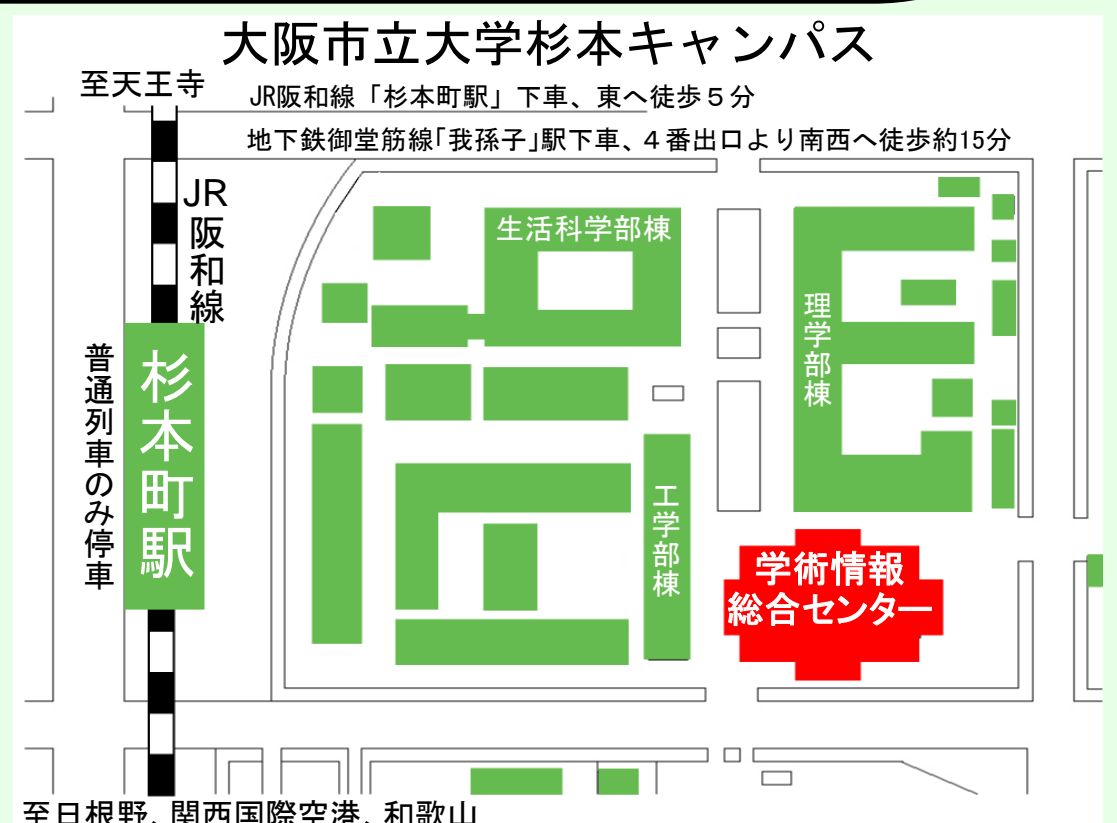 大阪市立大学杉本キャンパス
至天王寺
JR阪和線「杉本町駅」下車、東へ徒歩５分
地下鉄御堂筋線「我孫子」駅下車、４番出口より南西へ徒歩約15分
JR阪和線
生活科学部棟
理学部棟
普通列車のみ停車
杉本町駅
工学部棟
学術情報
総合センター
至日根野、関西国際空港、和歌山